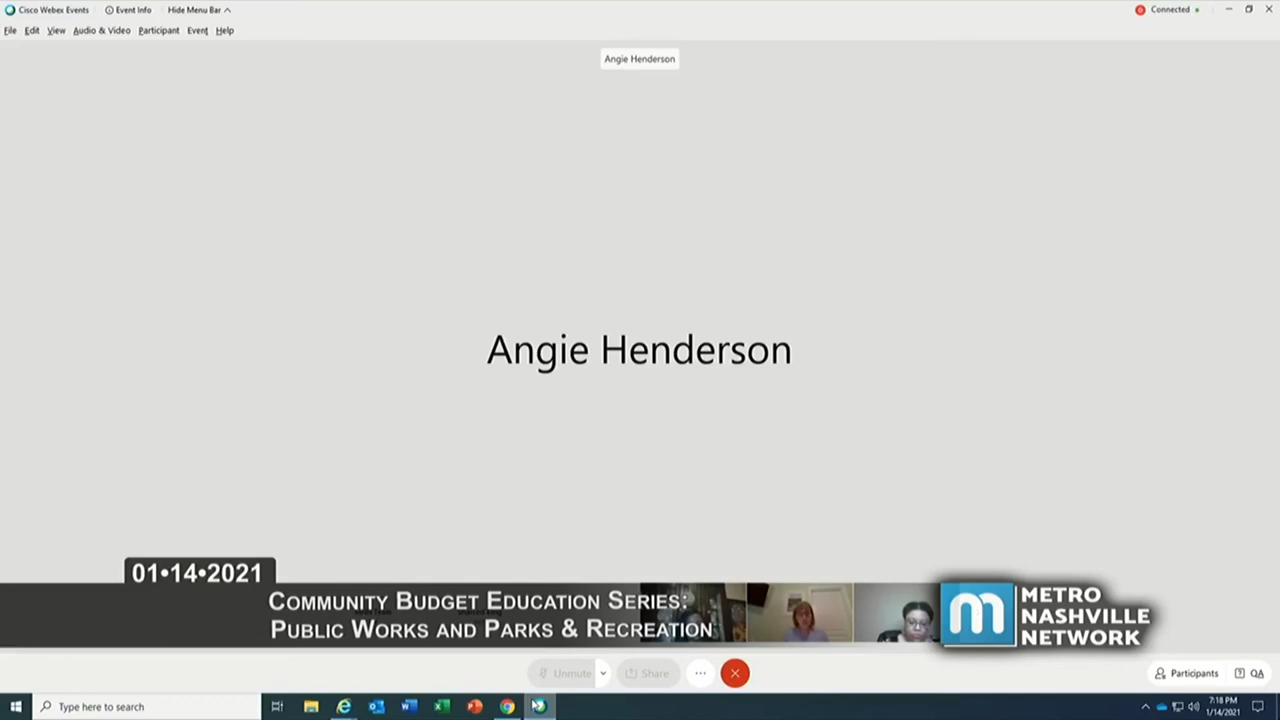 Cisco Webex Events Event Info Hide Menu Bar Connected
File Edit View Audio & Video Participant Event Help
Angie Henderson
Angie Henderson
01•14•2021
COMMUNITY BUDGET EDUCATION SERIES:
PUBLIC WORKS AND PARKS & RECREATION
m
METRO
NASHVILLE
NETWORK
Unmute Share Participants QA
Type here to search
7:18 PM
1/14/2021